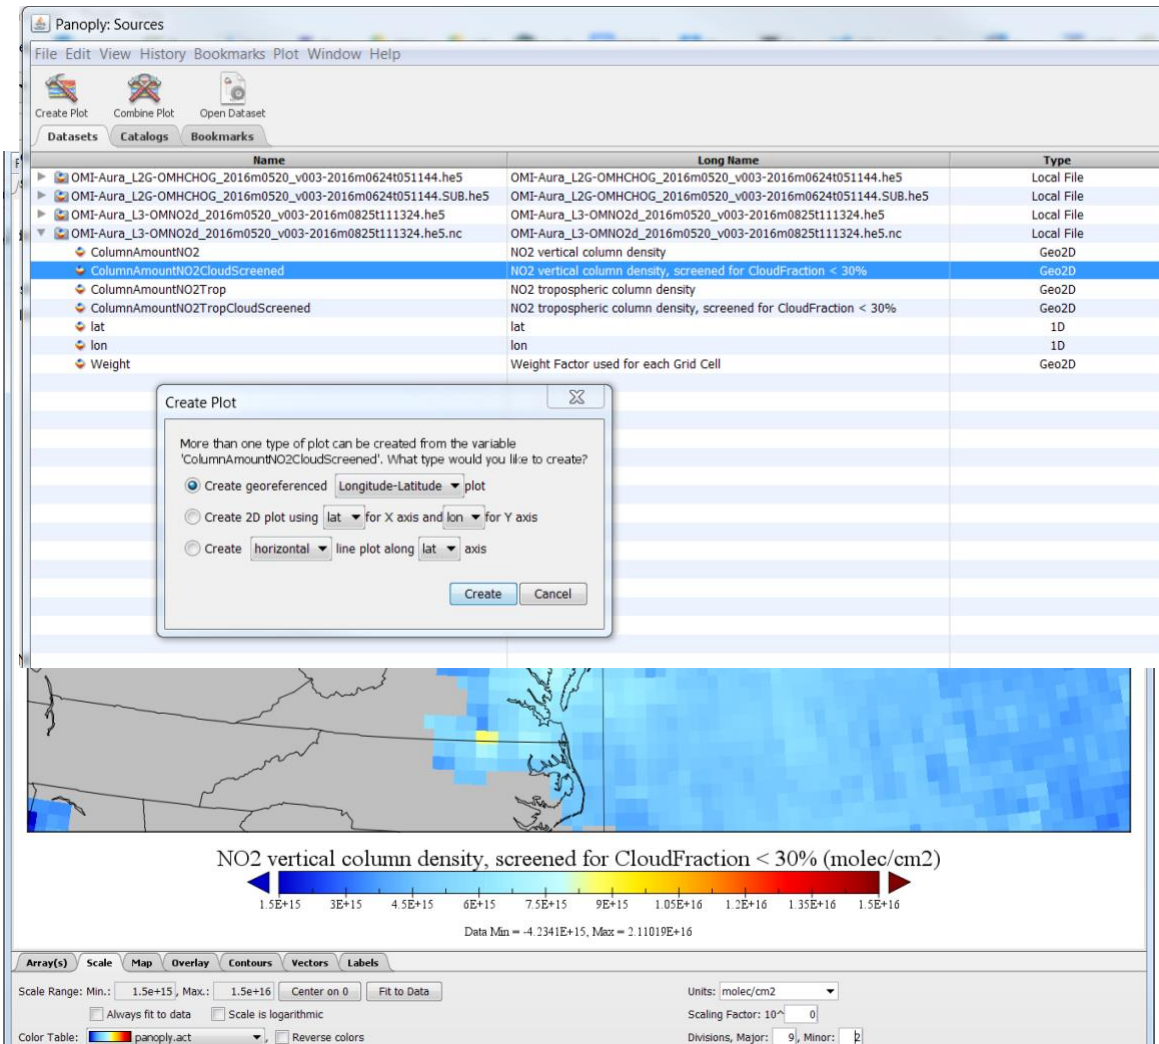 Panoply: Sources
File Edit View History Bookmarks Plot Window Help
Create Plot Combine Plot Open Dataset
Datasets Catalogs Bookmarks
Name Long Name Type
OMI-Aura_L2G-OMHCHOG_2016m0520_v003-2016m0624t051144.he5 OMI-Aura_L2G-OMHCHOG_2016m0520_v003-2016m0624t051144.he5 Local File
OMI-Aura_L2G-OMHCHOG_2016m0520_v003-2016m0624t051144.SUB.he5 OMI-Aura_L2G-OMHCHOG_2016m0520_v003-2016m0624t051144.SUB.he5 Local File
OMI-Aura_L3-OMNO2d_2016m0520_v003-2016m0825t111324.he5 OMI-Aura_L3-OMNO2d_2016m0520_v003-2016m0825t111324.he5 Local File
OMI-Aura_L3-OMNO2d_2016m0520_v003-2016m0825t111324.he5.nc OMI-Aura_L3-OMNO2d_2016m0520_v003-2016m0825t111324.he5.nc Local File
ColumnAmountNO2 NO2 vertical column density Geo2D
ColumnAmountNO2CloudScreened NO2 vertical column density, screened for CloudFraction < 30% Geo2D
ColumnAmountNO2Trop NO2 tropospheric column density Geo2D
ColumnAmountNO2TropCloudScreened NO2 tropospheric column density, screened for CloudFraction < 30% Geo2D
lat lat 1D
lon lon 1D
Weight Weight Factor used for each Grid Cell Geo2D
Create Plot
More than one type of plot can be created from the variable
'ColumnAmountNO2CloudScreened'. What type would you like to create?
Create georeferenced Longitude-Latitude plot
Create 2D plot using lat for X axis and lon for Y axis
Create horizontal line plot along lat axis
Create Cancel
NO2 vertical column density, screened for CloudFraction < 30% (molec/cm2)
1.5E+15 3E+15 4.5E+15 6E+15 7.5E+15 9E+15 1.05E+16 1.2E+16 1.35E+16 1.5E+16
Data Min = -4.2341E+15, Max = 2.11019E+16
Array(s) Scale Map Overlay Contours Vectors Labels
Scale Range: Min.: 1.5e+15 , Max.: 1.5e+16 Center on 0 Fit to Data Units: molec/cm2
Always fit to data Scale is logarithmic Scaling Factor: 10^ 0
Color Table: panoply.act , Reverse colors Divisions, Major: 9 , Minor: 2